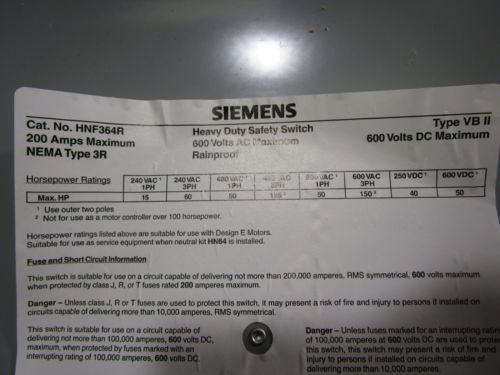 SIEMENS
Cat. No. HNF364R
Heavy Duty Safety Switch
Type VB II
200 Amps Maximum
600 Volts AC Maximum
600 Volts DC Maximum
NEMA Type 3R
Rainproof
Horsepower Ratings 240 VAC ¹ 1PH 240 VAC 3PH 480 VAC ¹ 1PH 3PH 1PH 600 VAC 3PH 250 VDC ¹ 600 VDC ¹
Max. HP 15 60 50 50 150 ² 40 50
¹ Use outer two poles
² Not for use as a motor controller over 100 horsepower.
Horsepower ratings listed above are suitable for use with Design E Motors.
Suitable for use as service equipment when neutral kit HN64 is installed.
Fuse and Short Circuit Information
This switch is suitable for use on a circuit capable of delivering not more than 200,000 amperes, RMS symmetrical, 600 volts maximum
when protected by class J, R, or T fuses rated 200 amperes maximum.
Danger – Unless class J, R or T fuses are used to protect this switch, it may present a risk of fire and injury to persons if installed on
circuits capable of delivering more than 10,000 amperes, RMS symmetrical.
This switch is suitable for use on a circuit capable of
delivering not more than 100,000 amperes, 600 volts DC,
maximum, when protected by fuses marked with an
interrupting rating of 100,000 amperes, 600 volts DC.
Danger – Unless fuses marked for an interrupting rating
of 100,000 amperes at 600 volts DC are used to
this switch, this switch may present a risk of fire and
injury to persons if installed on circuits capable of
delivering more than 10,000 amperes.